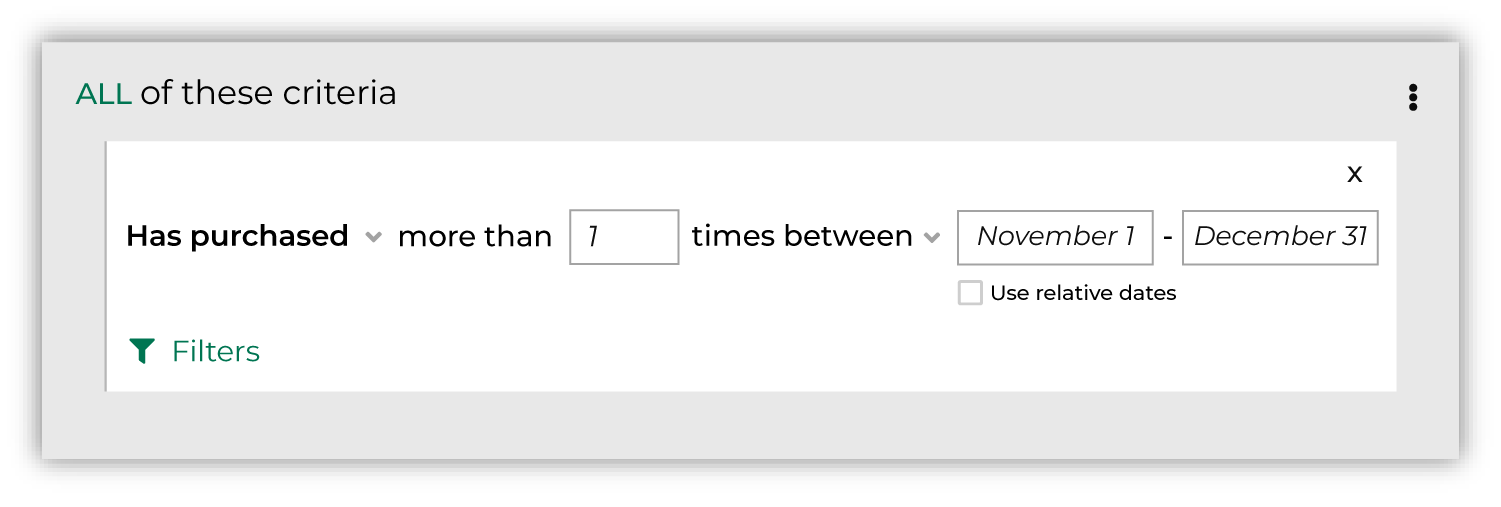 ALL of these criteria
x
Has purchased more than 1 times between November 1 - December 31
Use relative dates
Filters